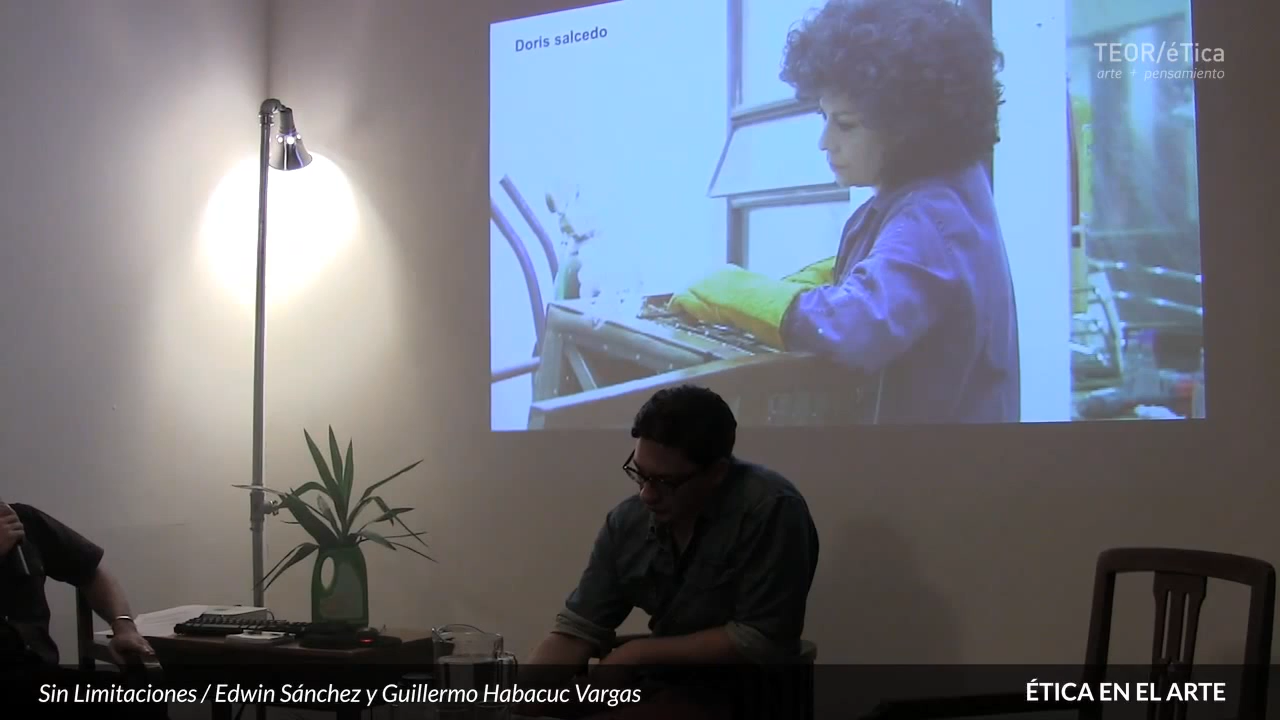 Doris salcedo
TEOR/éTica
arte + pensamiento
Sin Limitaciones / Edwin Sánchez y Guillermo Habacuc Vargas
ÉTICA EN EL ARTE